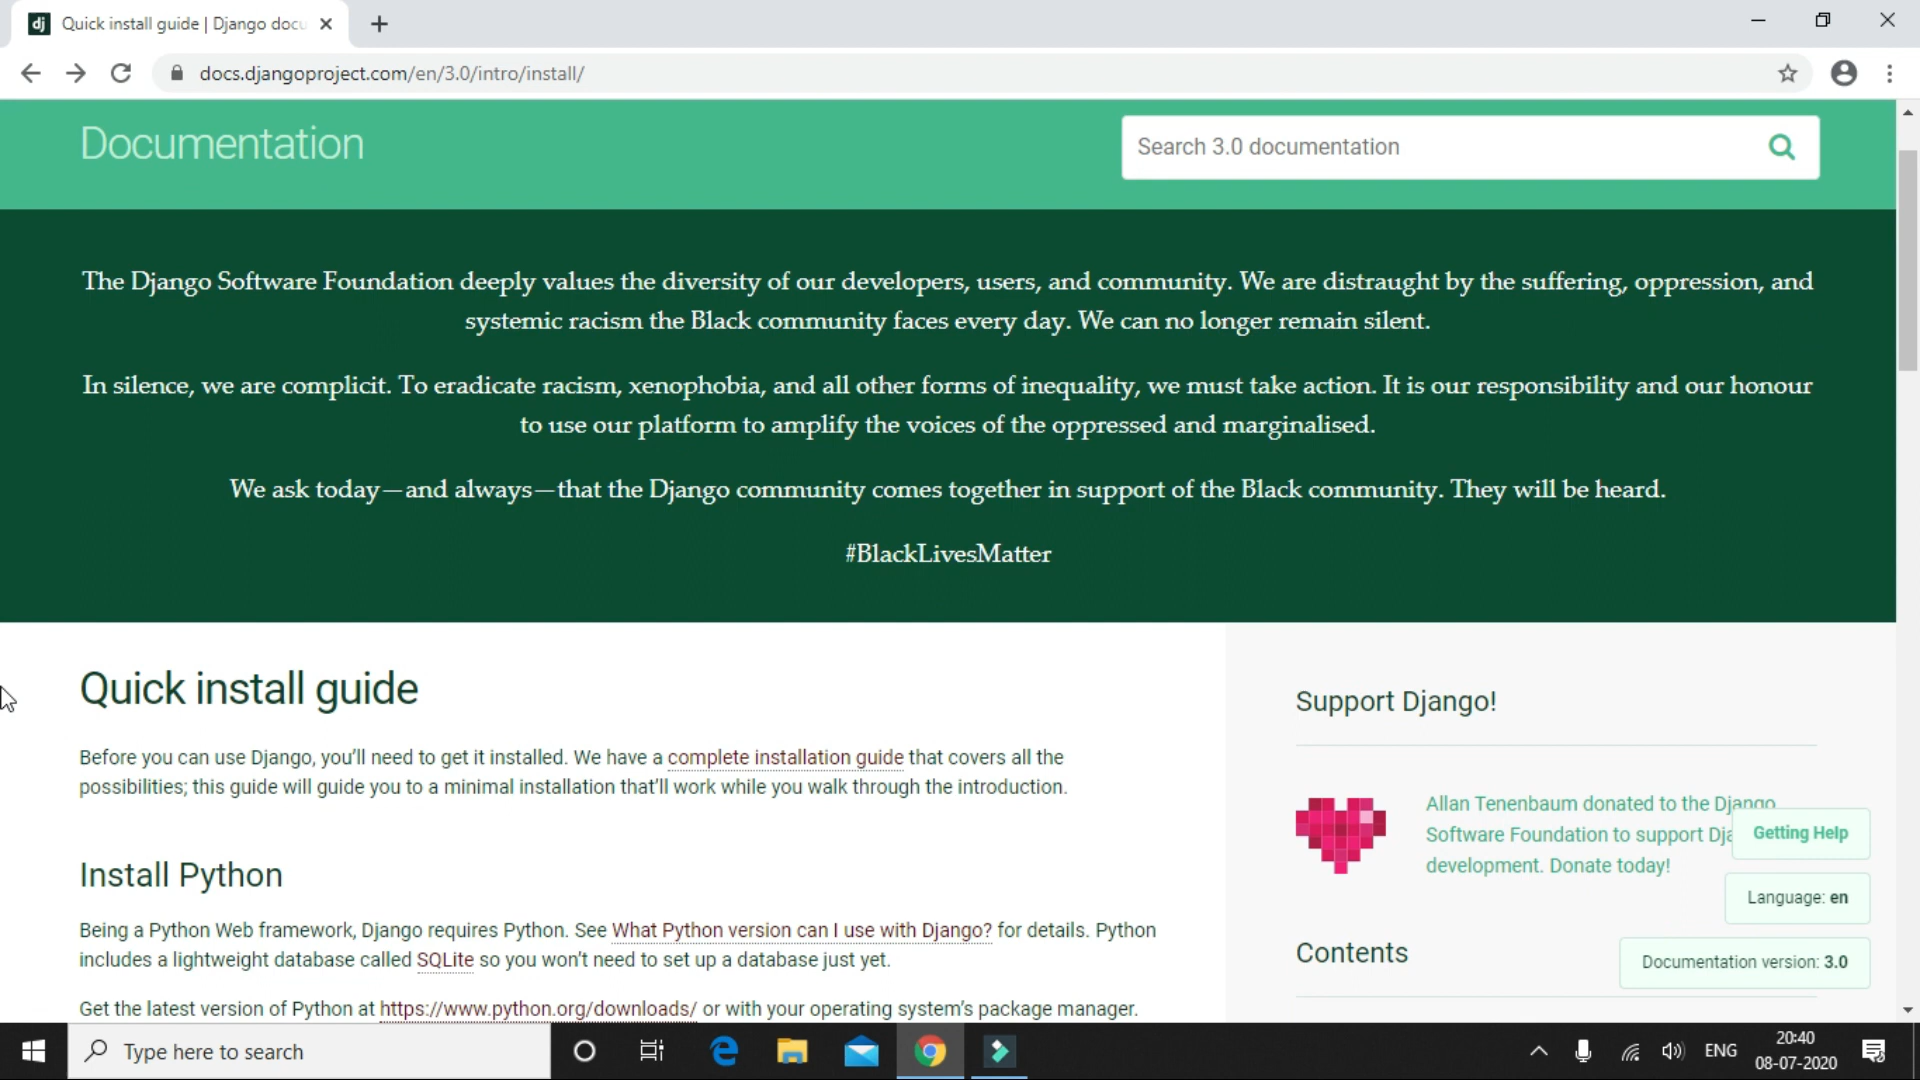 Quick install guide | Django docu
docs.djangoproject.com/en/3.0/intro/install/
Documentation
Search 3.0 documentation
The Django Software Foundation deeply values the diversity of our developers, users, and community. We are distraught by the suffering, oppression, and
systemic racism the Black community faces every day. We can no longer remain silent.
In silence, we are complicit. To eradicate racism, xenophobia, and all other forms of inequality, we must take action. It is our responsibility and our honour
to use our platform to amplify the voices of the oppressed and marginalised.
We ask today—and always—that the Django community comes together in support of the Black community. They will be heard.
#BlackLivesMatter
Quick install guide
Before you can use Django, you'll need to get it installed. We have a complete installation guide that covers all the
possibilities; this guide will guide you to a minimal installation that'll work while you walk through the introduction.
Install Python
Being a Python Web framework, Django requires Python. See What Python version can I use with Django? for details. Python
includes a lightweight database called SQLite so you won't need to set up a database just yet.
Get the latest version of Python at https://www.python.org/downloads/ or with your operating system's package manager.
Support Django!
Allan Tenenbaum donated to the Django
Software Foundation to support Dja
development. Donate today!
Getting Help
Language: en
Contents
Documentation version: 3.0
Type here to search
ENG
20:40
08-07-2020